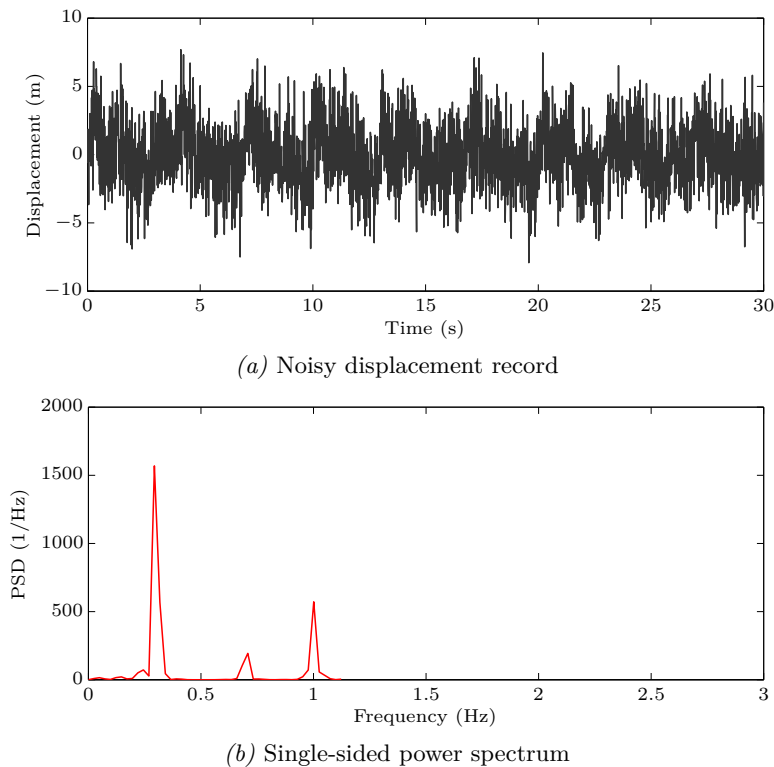 10
5
0
−5
−10
Displacement (m)
0 5 10 15 20 25 30
Time (s)
(a) Noisy displacement record
2000
1500
1000
500
0
PSD (1/Hz)
0 0.5 1 1.5 2 2.5 3
Frequency (Hz)
(b) Single-sided power spectrum